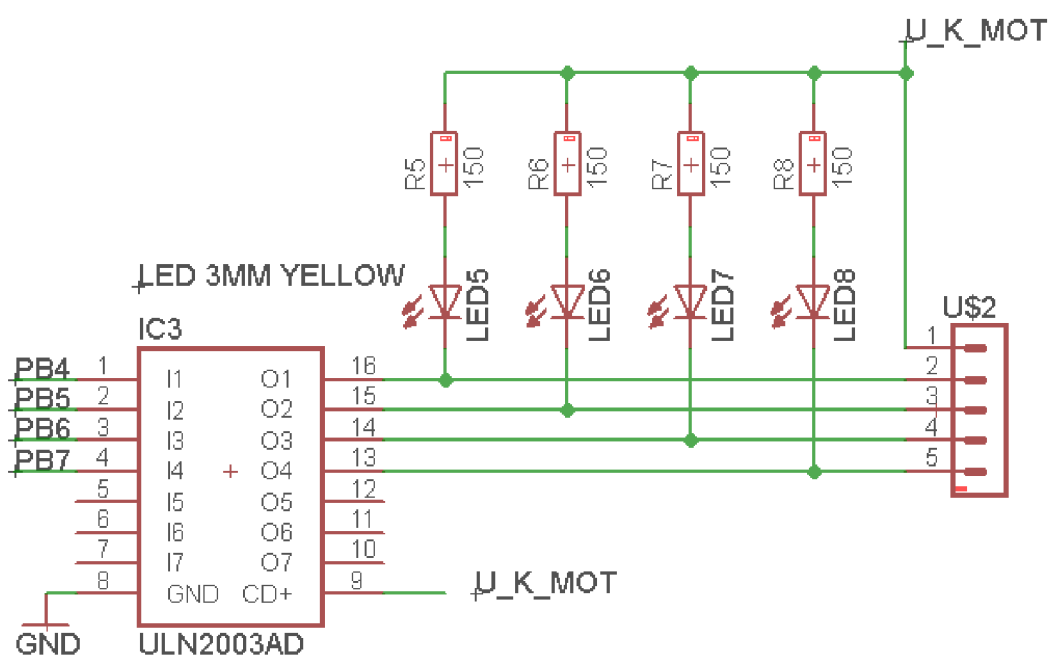 U_K_MOT
R5 150 R6 150 R7 150 R8 150
LED 3MM YELLOW
LED5 LED6 LED7 LED8
U$2
IC3
1
PB4 1 I1 O1 16 2
PB5 2 I2 O2 15 3
PB6 3 I3 O3 14 4
PB7 4 I4 O4 13 5
5 I5 O5 12
6 I6 O6 11
7 I7 O7 10
8 GND CD+ 9 U_K_MOT
GND ULN2003AD